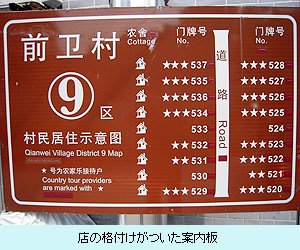 前卫村
9区
村民居住示意图
Qianwei Village District 9 Map
★ 号为农家乐接待户
Country tour providers
are marked with ★
农舍 门牌号 道路 门牌号
Cottage No. Road No.
★★★537 ★★★528
★★★535 ★★★527
★★★536 ★★★526
★★★534 ★★★525
533 524
★★532 ★★★523
★★531 ★★★522
530 ★★521
★★★529 ★★★520
店の格付けがついた案内板